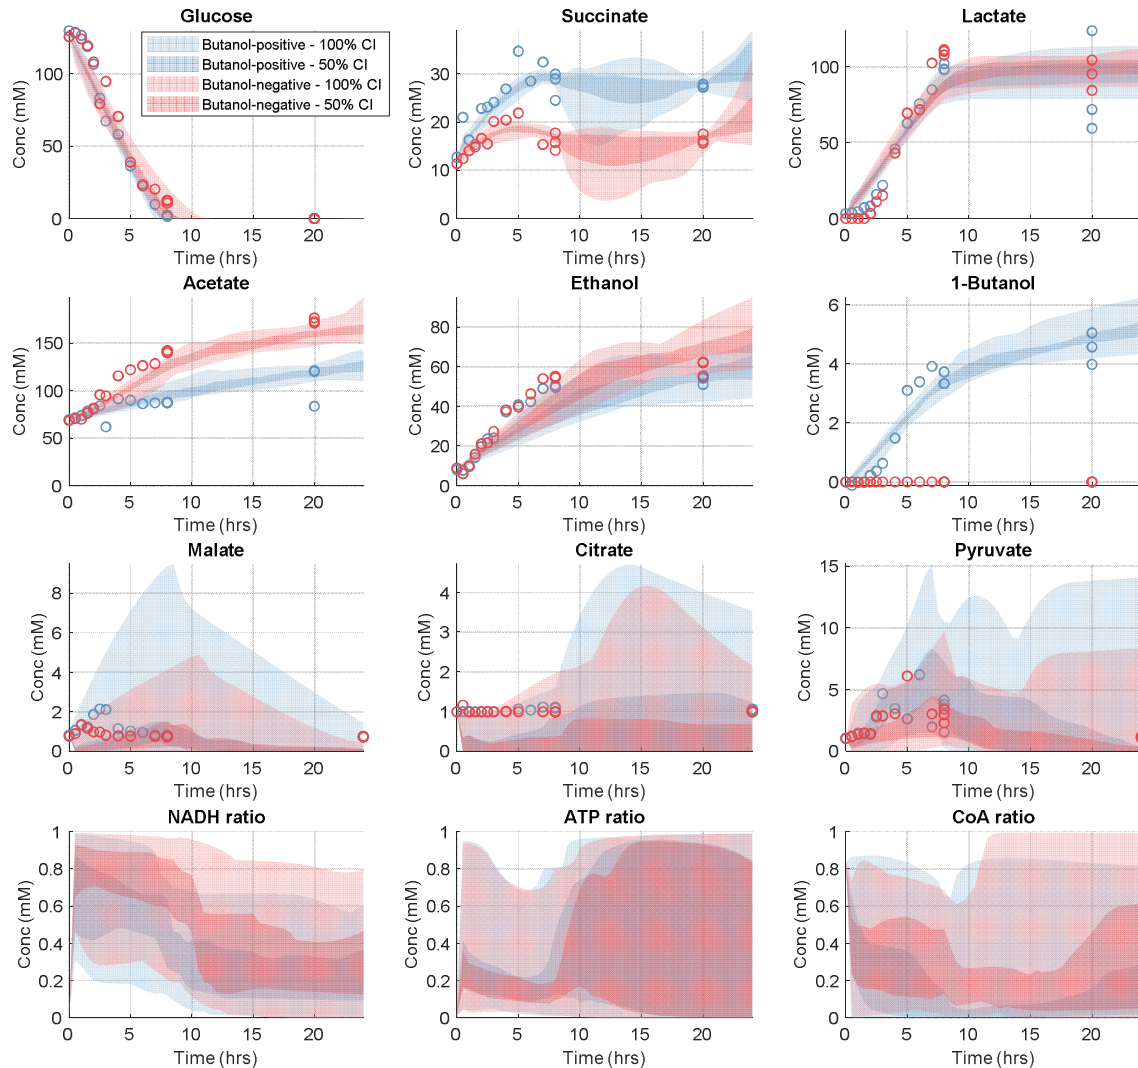 Glucose
Conc (mM)
100
50
0
0 5 10 15 20
Time (hrs)
Butanol-positive - 100% CI
Butanol-positive - 50% CI
Butanol-negative - 100% CI
Butanol-negative - 50% CI
Succinate
Conc (mM)
30
20
10
0
0 5 10 15 20
Time (hrs)
Lactate
Conc (mM)
100
50
0
0 5 10 15 20
Time (hrs)
Acetate
Conc (mM)
150
100
50
0
0 5 10 15 20
Time (hrs)
Ethanol
Conc (mM)
80
60
40
20
0
0 5 10 15 20
Time (hrs)
1-Butanol
Conc (mM)
6
4
2
0
0 5 10 15 20
Time (hrs)
Malate
Conc (mM)
8
6
4
2
0
0 5 10 15 20
Time (hrs)
Citrate
Conc (mM)
4
3
2
1
0
0 5 10 15 20
Time (hrs)
Pyruvate
Conc (mM)
15
10
5
0
0 5 10 15 20
Time (hrs)
NADH ratio
Conc (mM)
1
0.8
0.6
0.4
0.2
0
0 5 10 15 20
Time (hrs)
ATP ratio
Conc (mM)
1
0.8
0.6
0.4
0.2
0
0 5 10 15 20
Time (hrs)
CoA ratio
Conc (mM)
1
0.8
0.6
0.4
0.2
0
0 5 10 15 20
Time (hrs)